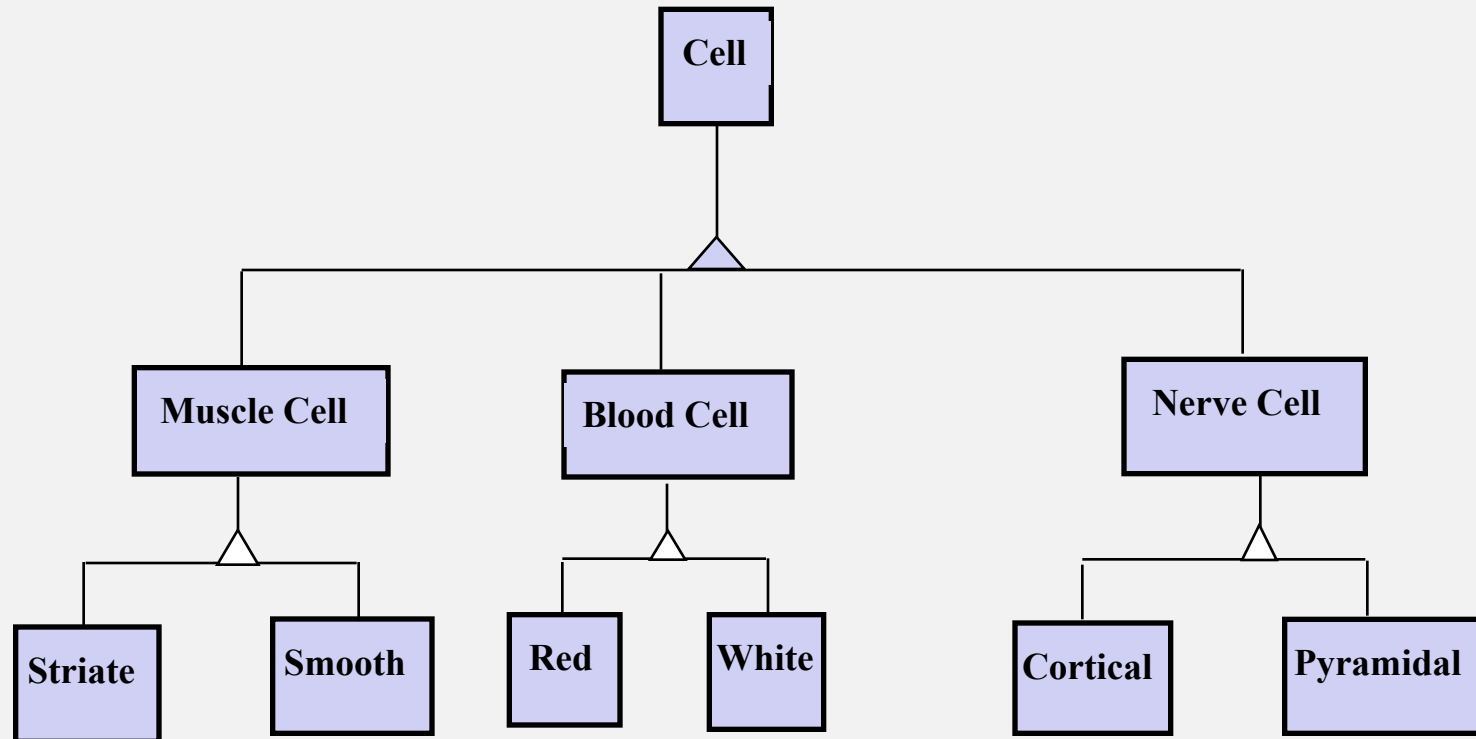 Cell
Muscle Cell
Blood Cell
Nerve Cell
Striate
Smooth
Red
White
Cortical
Pyramidal